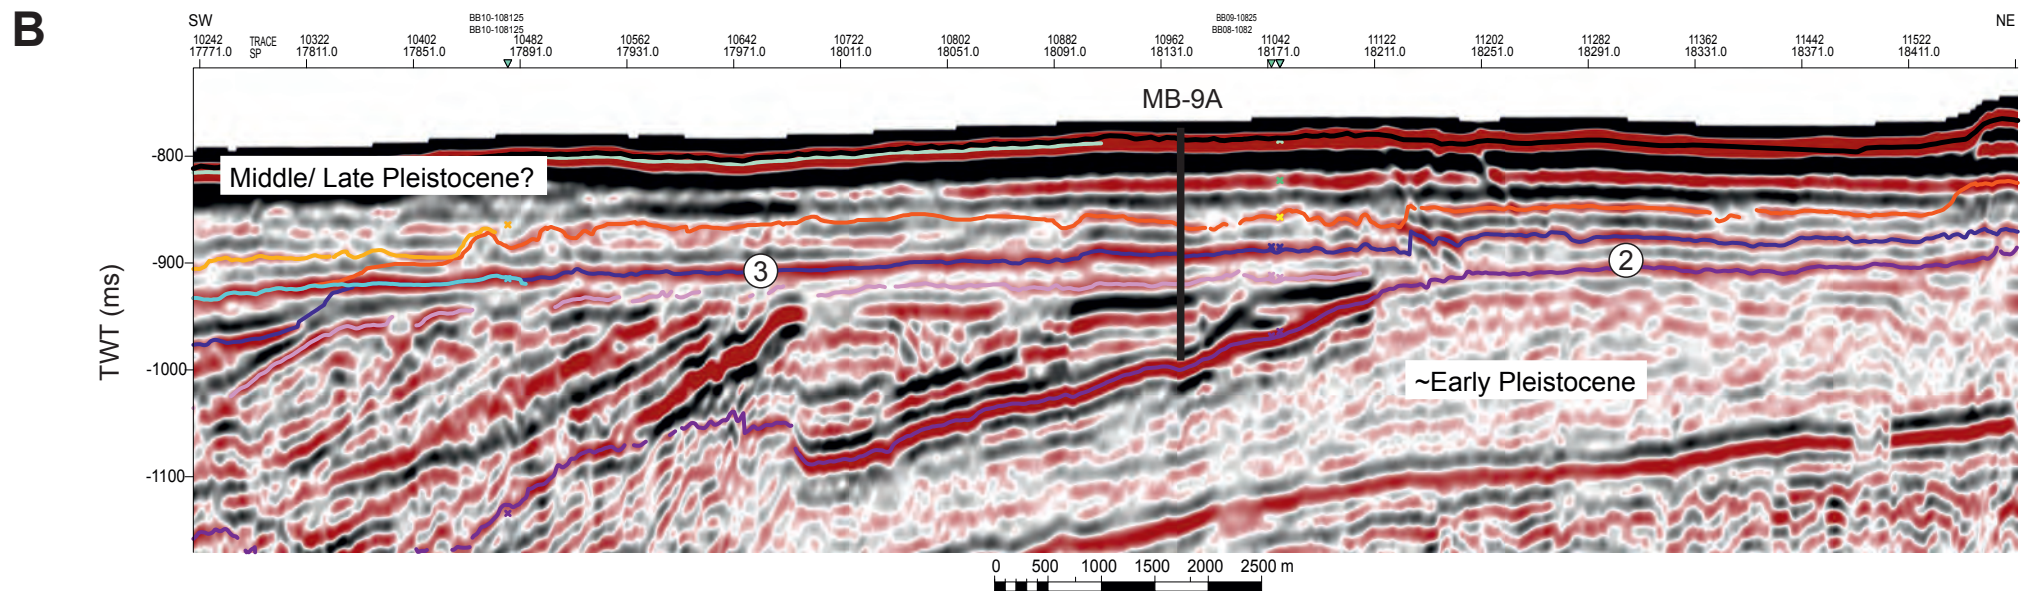 B
SW
NE
BB10-108125
BB10-108125
BB09-10825
BB08-1082
TRACE 10242 10322 10402 10482 10562 10642 10722 10802 10882 10962 11042 11122 11202 11282 11362 11442 11522
SP 17771.0 17811.0 17851.0 17891.0 17931.0 17971.0 18011.0 18051.0 18091.0 18131.0 18171.0 18211.0 18251.0 18291.0 18331.0 18371.0 18411.0
MB-9A
-800
Middle/ Late Pleistocene?
-900
3
2
TWT (ms)
-1000
~Early Pleistocene
-1100
0 500 1000 1500 2000 2500 m